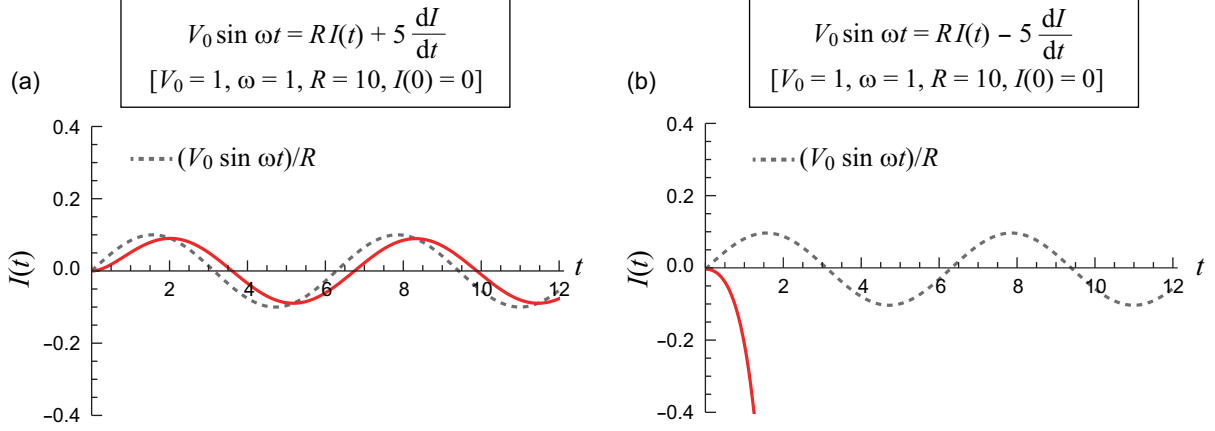 (a)
V₀ sin ωt = RI(t) + 5 dI/dt
[V₀ = 1, ω = 1, R = 10, I(0) = 0]
(V₀ sin ωt)/R
I(t)
0.4
0.2
0.0
−0.2
−0.4
2 4 6 8 10 12
t
(b)
V₀ sin ωt = RI(t) − 5 dI/dt
[V₀ = 1, ω = 1, R = 10, I(0) = 0]
(V₀ sin ωt)/R
I(t)
0.4
0.2
0.0
−0.2
−0.4
2 4 6 8 10 12
t